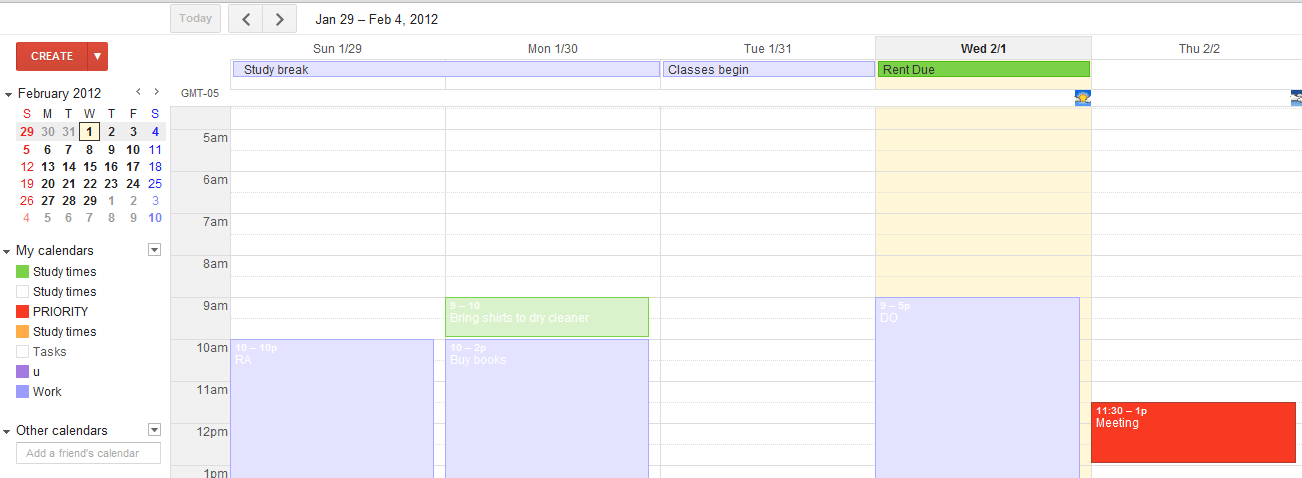 Today
Jan 29 – Feb 4, 2012
CREATE
Sun 1/29
Mon 1/30
Tue 1/31
Wed 2/1
Thu 2/2
Study break
Classes begin
Rent Due
GMT-05
February 2012
S M T W T F S
29 30 31 1 2 3 4
5 6 7 8 9 10 11
12 13 14 15 16 17 18
19 20 21 22 23 24 25
26 27 28 29 1 2 3
4 5 6 7 8 9 10
My calendars
Study times
Study times
PRIORITY
Study times
Tasks
u
Work
Other calendars
Add a friend's calendar
5am
6am
7am
8am
9am
10am
11am
12pm
1pm
10 – 10p
RA
9 – 10
Bring shirts to dry cleaner
10 – 2p
Buy books
9 – 5p
DO
11:30 – 1p
Meeting